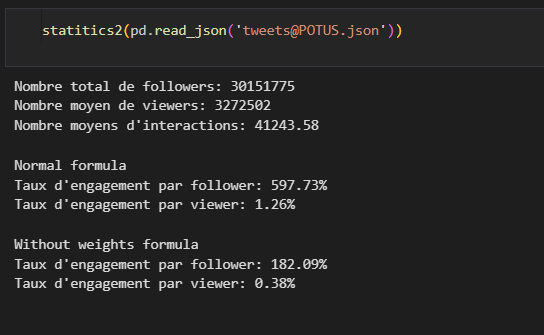 statitics2(pd.read_json('tweets@POTUS.json'))
Nombre total de followers: 30151775
Nombre moyen de viewers: 3272502
Nombre moyens d'interactions: 41243.58
Normal formula
Taux d'engagement par follower: 597.73%
Taux d'engagement par viewer: 1.26%
Without weights formula
Taux d'engagement par follower: 182.09%
Taux d'engagement par viewer: 0.38%